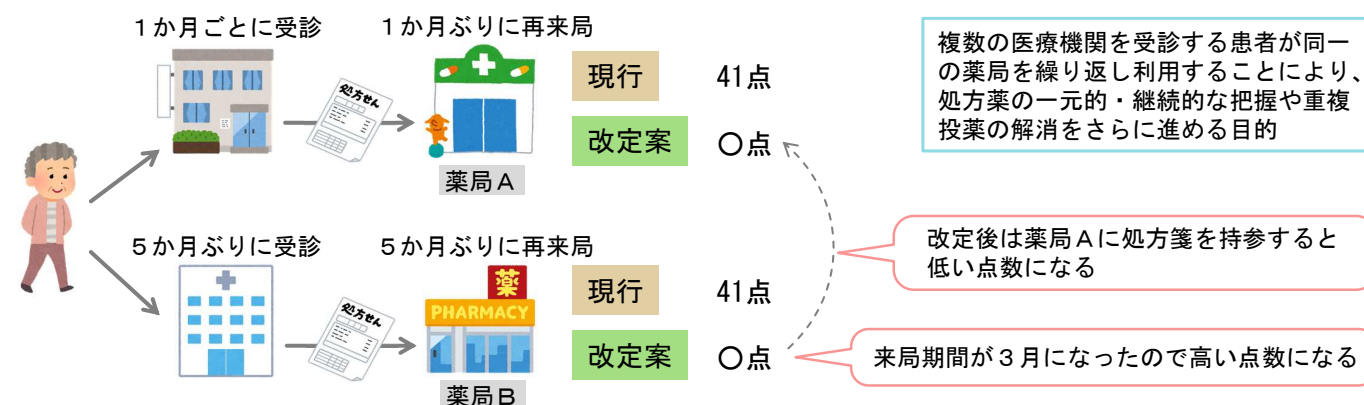 1か月ごとに受診
1か月ぶりに再来局
処方せん
現行
41点
改定案
〇点
薬局A
複数の医療機関を受診する患者が同一
の薬局を繰り返し利用することにより、
処方薬の一元的・継続的な把握や重複
投薬の解消をさらに進める目的
改定後は薬局Aに処方箋を持参すると
低い点数になる
5か月ぶりに受診
5か月ぶりに再来局
処方せん
薬
PHARMACY
現行
41点
改定案
〇点
薬局B
来局期間が3月になったので高い点数になる